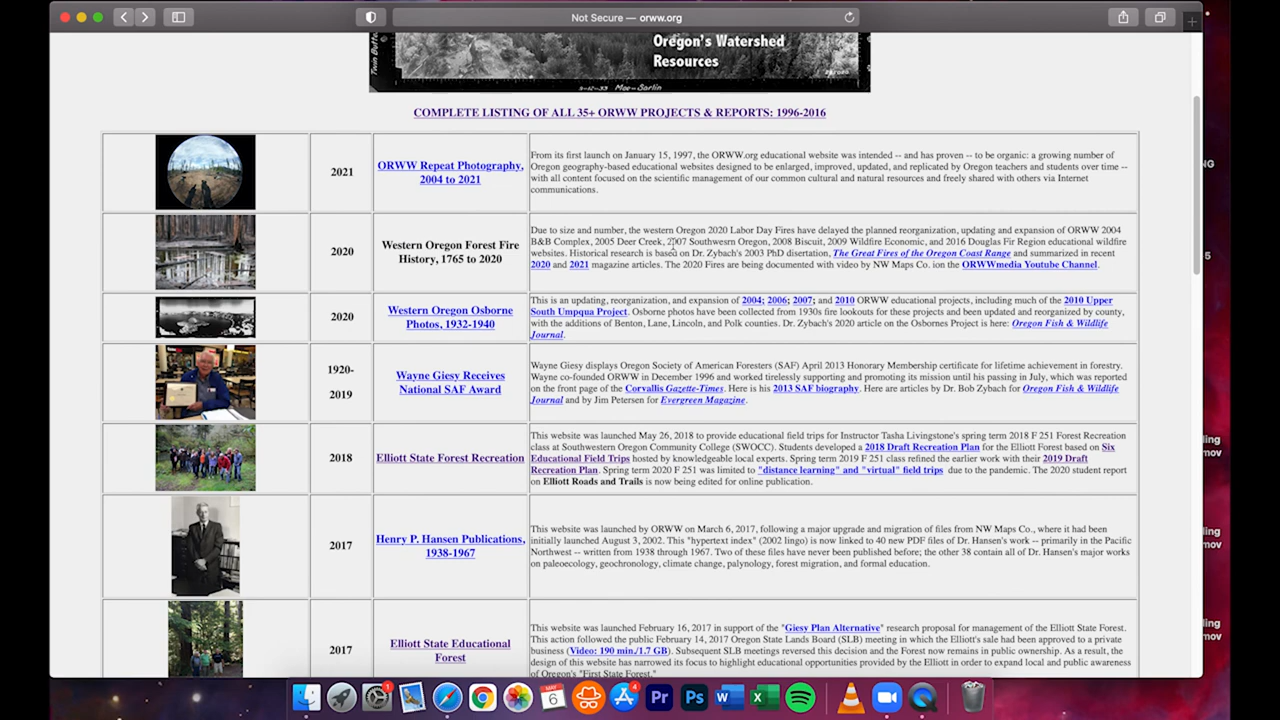 Not Secure — orww.org
Oregon's Watershed
Resources
COMPLETE LISTING OF ALL 35+ ORWW PROJECTS & REPORTS: 1996-2016
2021
ORWW Repeat Photography,
2004 to 2021
From its first launch on January 15, 1997, the ORWW.org educational website was intended -- and has proven -- to be organic: a growing number of
Oregon geography-based educational websites designed to be enlarged, improved, updated, and replicated by Oregon teachers and students over time --
with all content focused on the scientific management of our common cultural and natural resources and freely shared with others via Internet
communications.
2020
Western Oregon Forest Fire
History, 1765 to 2020
Due to size and number, the western Oregon 2020 Labor Day Fires have delayed the planned reorganization, updating and expansion of ORWW 2004
B&B Complex, 2005 Deer Creek, 2007 Southwesrn Oregon, 2008 Biscuit, 2009 Wildfire Economic, and 2016 Douglas Fir Region educational wildfire
websites. Historical research is based on Dr. Zybach's 2003 PhD disertation, The Great Fires of the Oregon Coast Range and summarized in recent
2020 and 2021 magazine articles. The 2020 Fires are being documented with video by NW Maps Co. ion the ORWWmedia Youtube Channel.
2020
Western Oregon Osborne
Photos, 1932-1940
This is an updating, reorganization, and expansion of 2004; 2006; 2007; and 2010 ORWW educational projects, including much of the 2010 Upper
South Umpqua Project. Osborne photos have been collected from 1930s fire lookouts for these projects and been updated and reorganized by county,
with the additions of Benton, Lane, Lincoln, and Polk counties. Dr. Zybach's 2020 article on the Osbornes Project is here: Oregon Fish & Wildlife
Journal.
1920-
2019
Wayne Giesy Receives
National SAF Award
Wayne Giesy displays Oregon Society of American Foresters (SAF) April 2013 Honorary Membership certificate for lifetime achievement in forestry.
Wayne co-founded ORWW in December 1996 and worked tirelessly supporting and promoting its mission until his passing in July, which was reported
on the front page of the Corvallis Gazette-Times. Here is his 2013 SAF biography. Here are articles by Dr. Bob Zybach for Oregon Fish & Wildlife
Journal and by Jim Petersen for Evergreen Magazine.
2018
Elliott State Forest Recreation
This website was launched May 26, 2018 to provide educational field trips for Instructor Tasha Livingstone's spring term 2018 F 251 Forest Recreation
class at Southwestern Oregon Community College (SWOCC). Students developed a 2018 Draft Recreation Plan for the Elliott Forest based on Six
Educational Field Trips hosted by knowledgeable local experts. Spring term 2019 F 251 class refined the earlier work with their 2019 Draft
Recreation Plan. Spring term 2020 F 251 was limited to "distance learning" and "virtual" field trips due to the pandemic. The 2020 student report
on Elliott Roads and Trails is now being edited for online publication.
2017
Henry P. Hansen Publications,
1938-1967
This website was launched by ORWW on March 6, 2017, following a major upgrade and migration of files from NW Maps Co., where it had been
initially launched August 3, 2002. This "hypertext index" (2002 lingo) is now linked to 40 new PDF files of Dr. Hansen's work -- primarily in the Pacific
Northwest -- written from 1938 through 1967. Two of these files have never been published before; the other 38 contain all of Dr. Hansen's major works
on paleoecology, geochronology, climate change, palynology, forest migration, and formal education.
2017
Elliott State Educational
Forest
This website was launched February 16, 2017 in support of the "Giesy Plan Alternative" research proposal for management of the Elliott State Forest.
This action followed the public February 14, 2017 Oregon State Lands Board (SLB) meeting in which the Elliott's sale had been approved to a private
business (Video: 190 min./1.7 GB). Subsequent SLB meetings reversed this decision and the Forest now remains in public ownership. As a result, the
design of this website has narrowed its focus to highlight educational opportunities provided by the Elliott in order to expand local and public awareness
of Oregon's "First State Forest."
NG
5
ling
mov
ling
mov
ling
mov
1
MAY
6
4
Pr
Ps
W
X